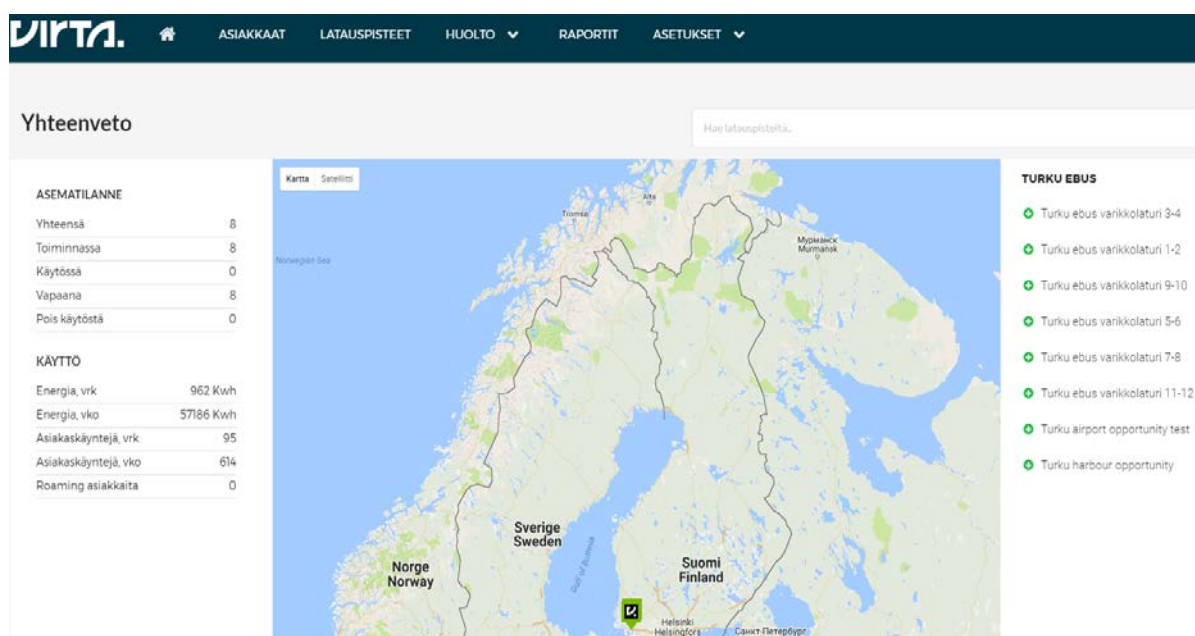 VIRTA.
ASIAKKAAT LATAUSPISTEET HUOLTO RAPORTIT ASETUKSET
Yhteenveto
Hae latauspisteitä..
ASEMATILANNE
Yhteensä 8
Toiminnassa 8
Käytössä 0
Vapaana 8
Pois käytöstä 0
KÄYTTÖ
Energia, vrk 962 Kwh
Energia, vko 57186 Kwh
Asiakaskäyntejä, vrk 95
Asiakaskäyntejä, vko 614
Roaming asiakkaita 0
Kartta Satelliitti
Alta
Tromsø
Мурманск
Murmansk
Norwegian Sea
Sverige
Sweden
Norge
Norway
Gulf of Bothnia
Suomi
Finland
Helsinki
Helsingfors
Санкт-Петербург
TURKU EBUS
Turku ebus varikkolaturi 3-4
Turku ebus varikkolaturi 1-2
Turku ebus varikkolaturi 9-10
Turku ebus varikkolaturi 5-6
Turku ebus varikkolaturi 7-8
Turku ebus varikkolaturi 11-12
Turku airport opportunity test
Turku harbour opportunity